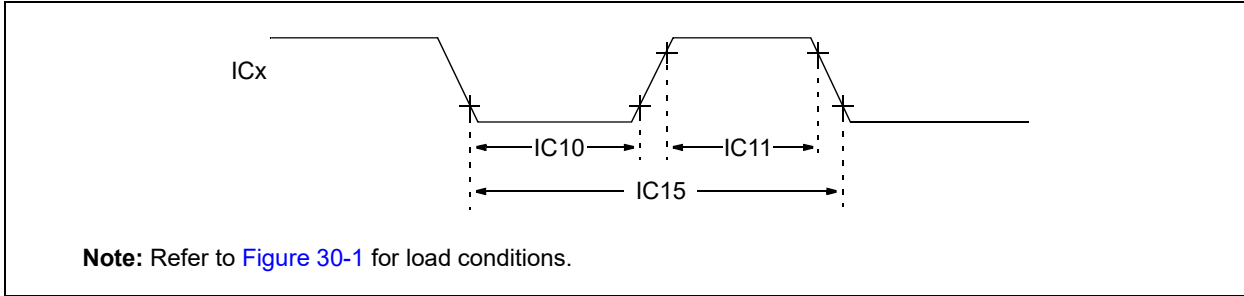 ICx
IC10 IC11
IC15
Note: Refer to Figure 30-1 for load conditions.